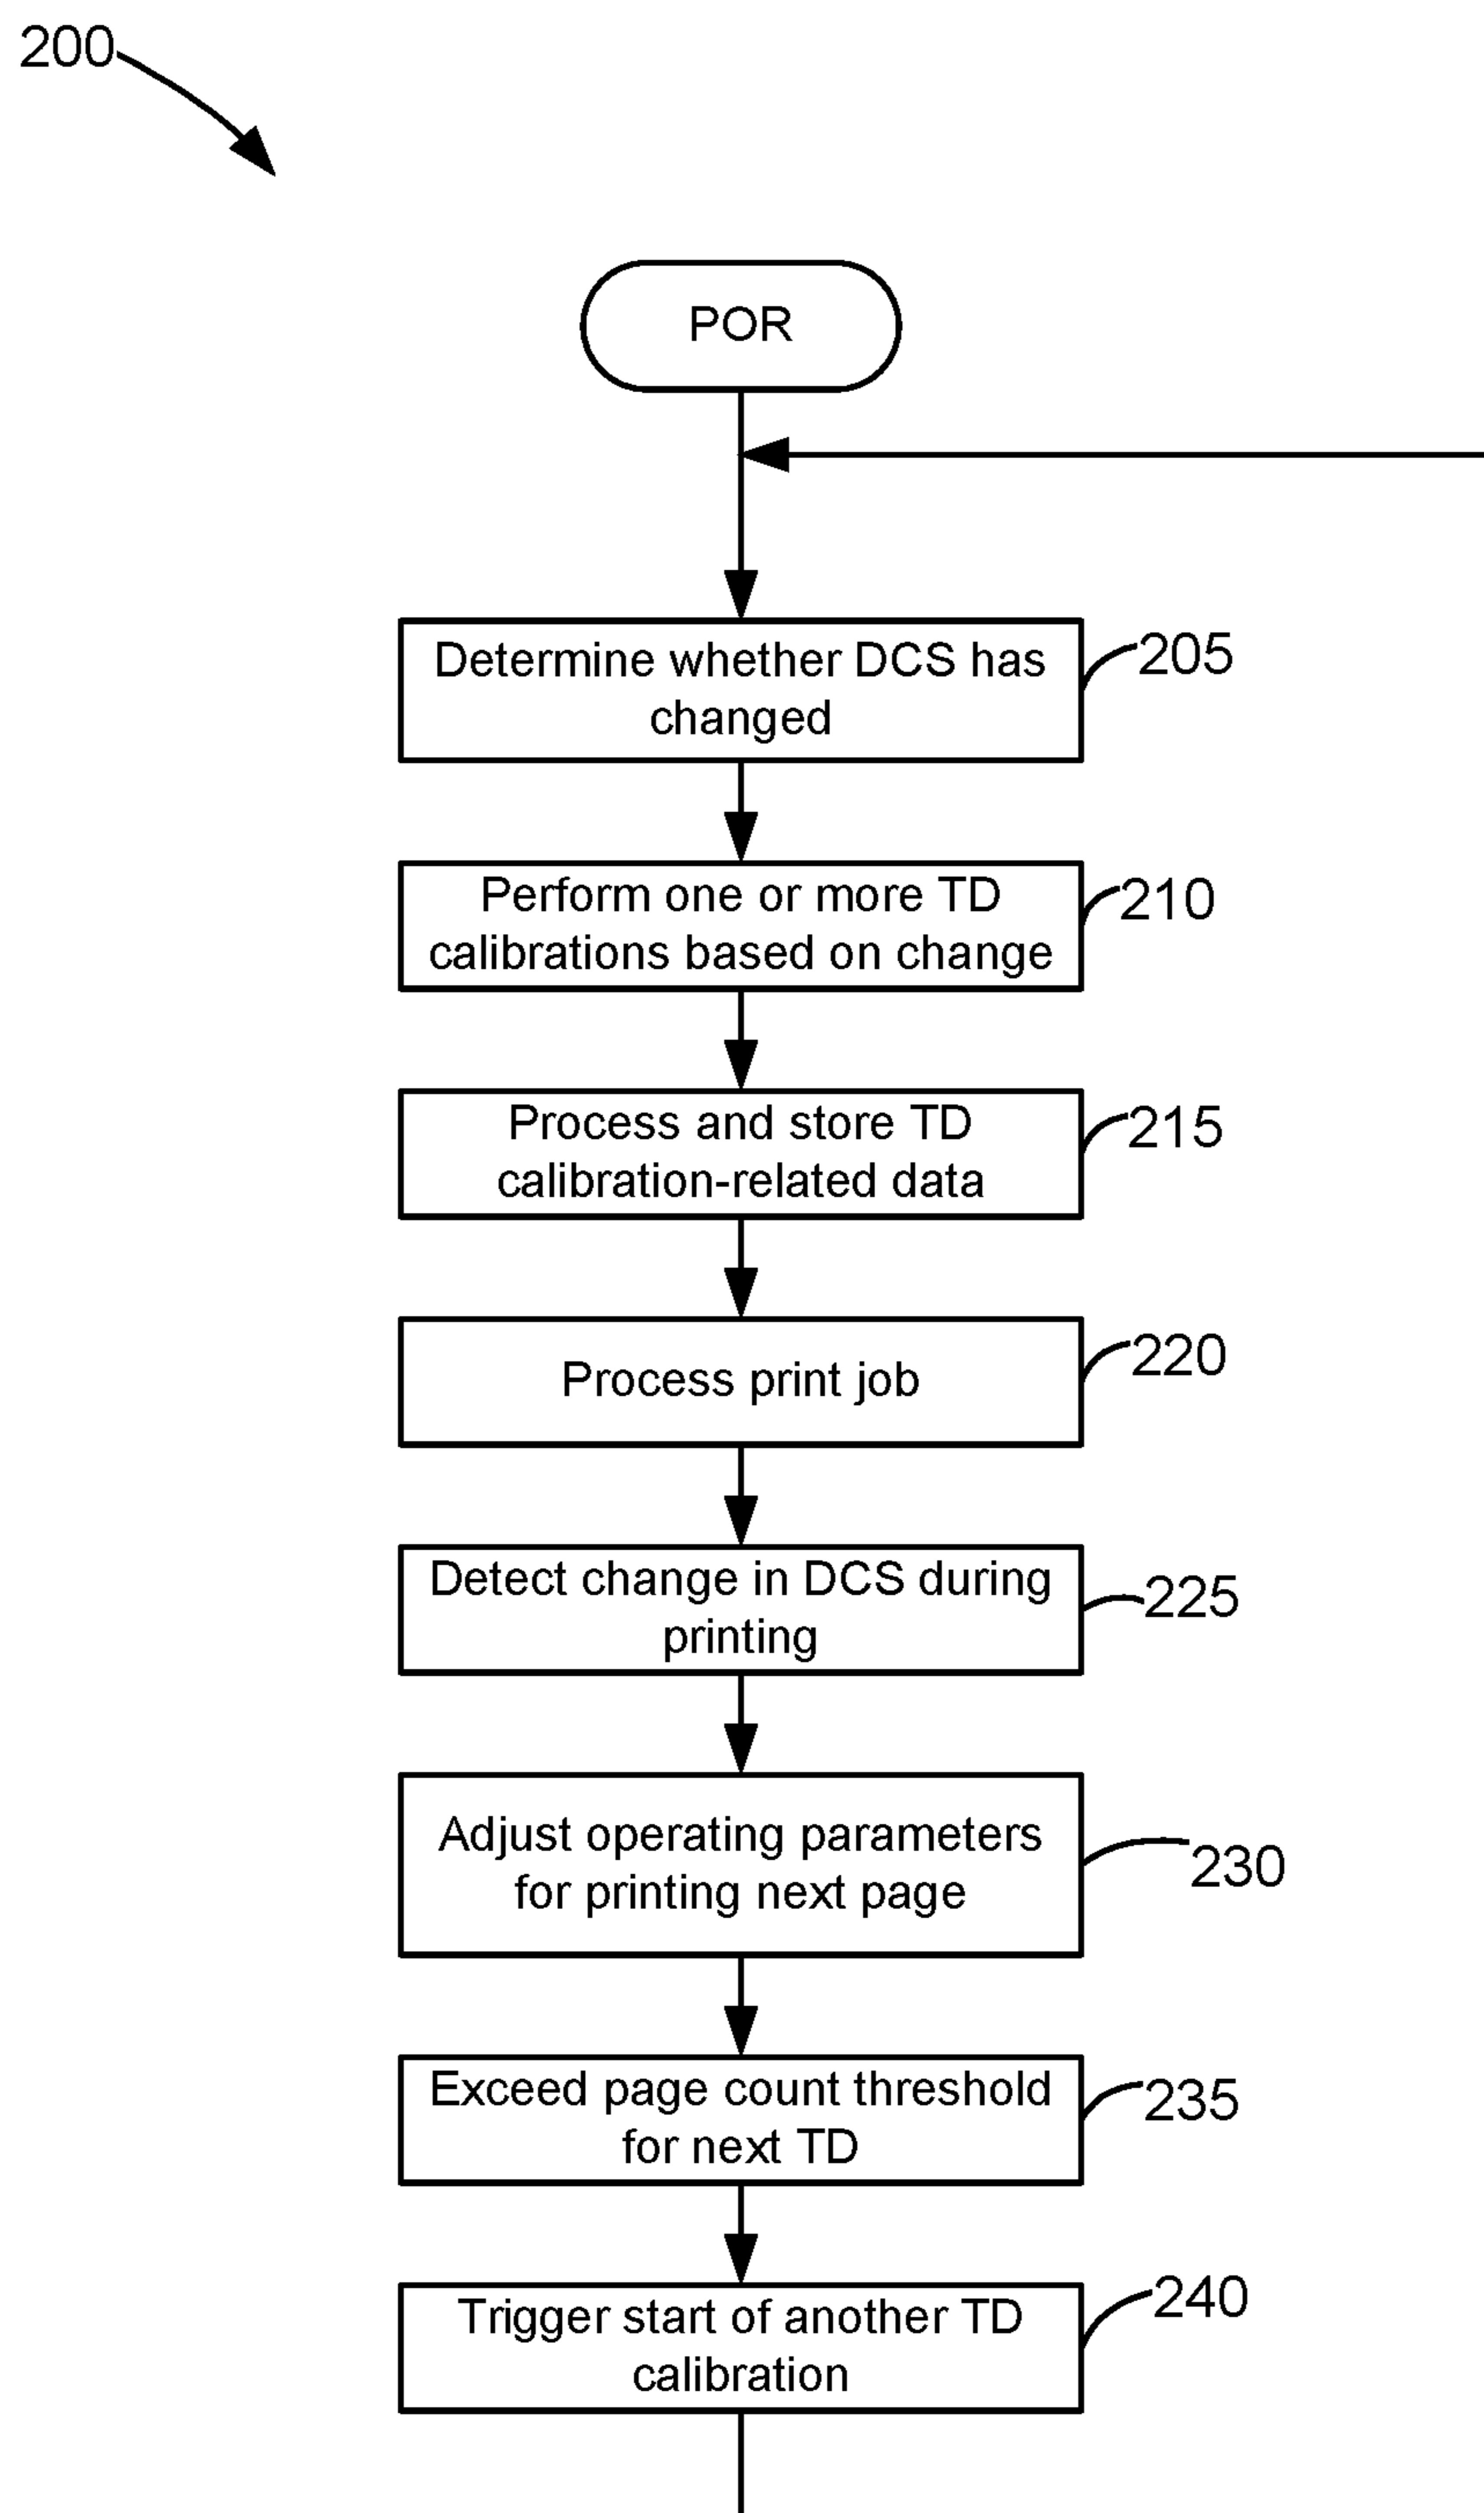 200
POR
Determine whether DCS has
changed
205
Perform one or more TD
calibrations based on change
210
Process and store TD
calibration-related data
215
Process print job
220
Detect change in DCS during
printing
225
Adjust operating parameters
for printing next page
230
Exceed page count threshold
for next TD
235
Trigger start of another TD
calibration
240